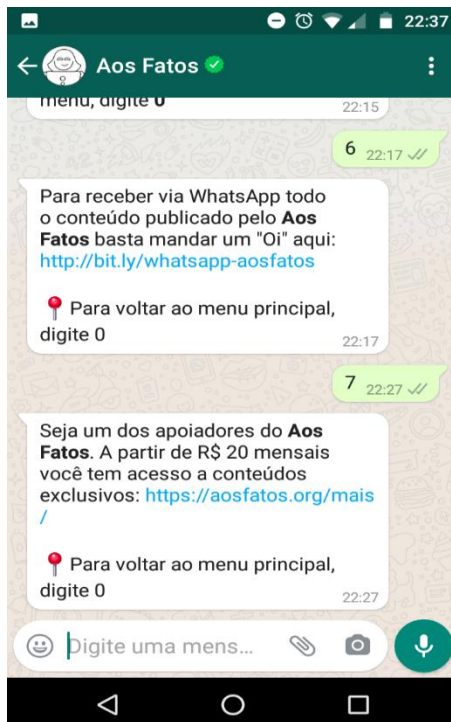 22:37
Aos Fatos
menu, digite 0
22:15
6 22:17
Para receber via WhatsApp todo
o conteúdo publicado pelo Aos
Fatos basta mandar um "Oi" aqui:
http://bit.ly/whatsapp-aosfatos
Para voltar ao menu principal,
digite 0
22:17
7 22:27
Seja um dos apoiadores do Aos
Fatos. A partir de R$ 20 mensais
você tem acesso a conteúdos
exclusivos: https://aosfatos.org/mais
/
Para voltar ao menu principal,
digite 0
22:27
Digite uma mens...